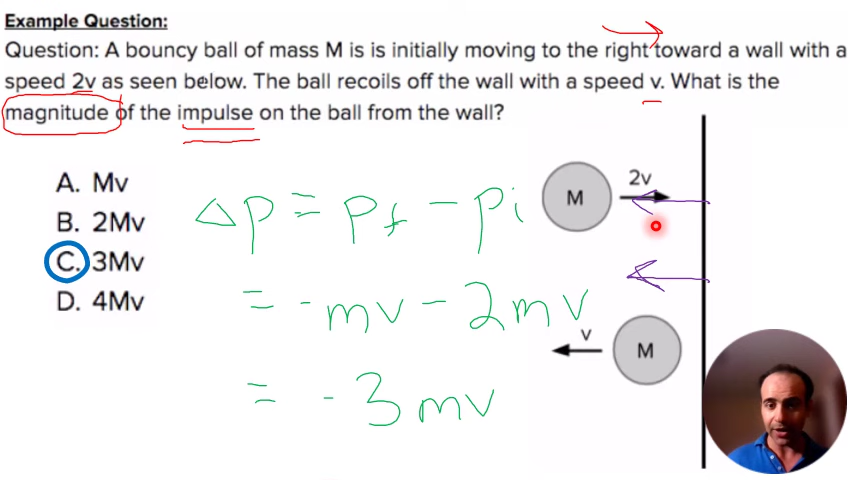 Example Question:
Question: A bouncy ball of mass M is is initially moving to the right toward a wall with a
speed 2v as seen below. The ball recoils off the wall with a speed v. What is the
magnitude of the impulse on the ball from the wall?
A. Mv
B. 2Mv
C. 3Mv
D. 4Mv
Δp = pf - pi
= -mv - 2mv
= -3mv
M
2v
v
M